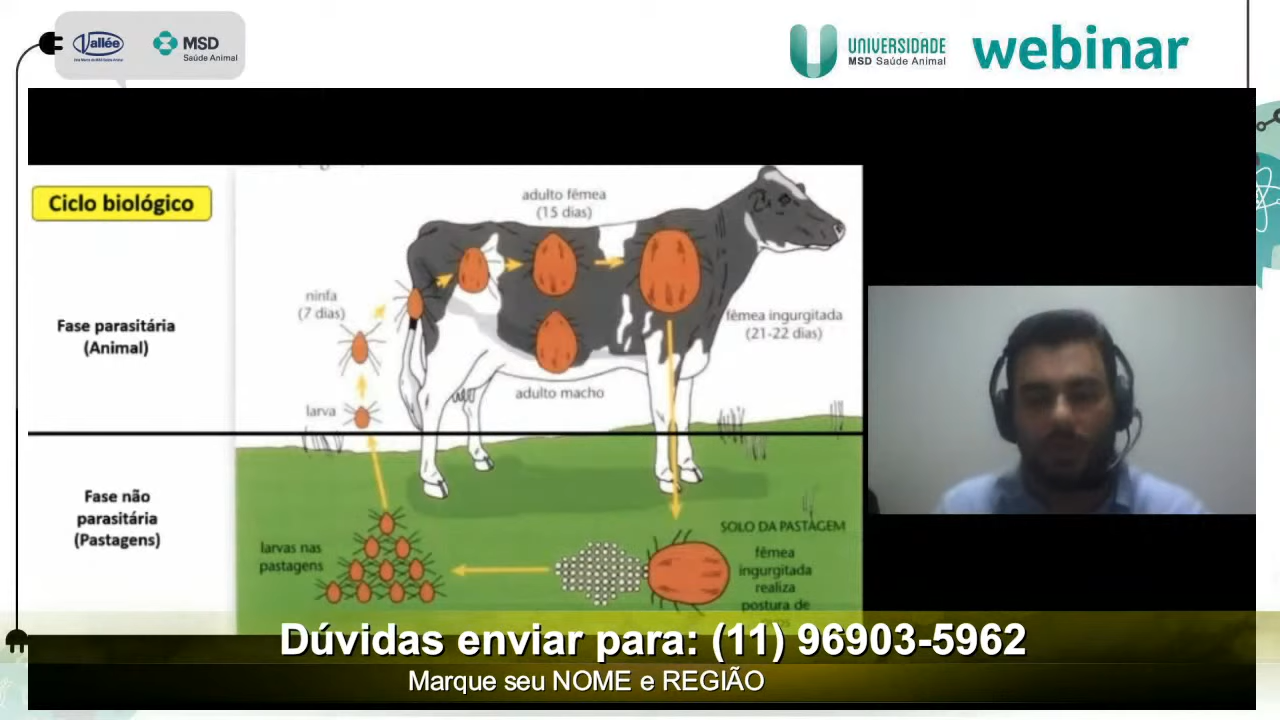 Vallée
MSD
Saúde Animal
UNIVERSIDADE
MSD Saúde Animal
webinar
Ciclo biológico
adulto fêmea
(15 dias)
ninfa
(7 dias)
Fase parasitária
(Animal)
fêmea ingurgitada
(21-22 dias)
adulto macho
larva
Fase não
parasitária
(Pastagens)
SOLO DA PASTAGEM
larvas nas
pastagens
fêmea
ingurgitada
realiza
postura de
Dúvidas enviar para: (11) 96903-5962
Marque seu NOME e REGIÃO